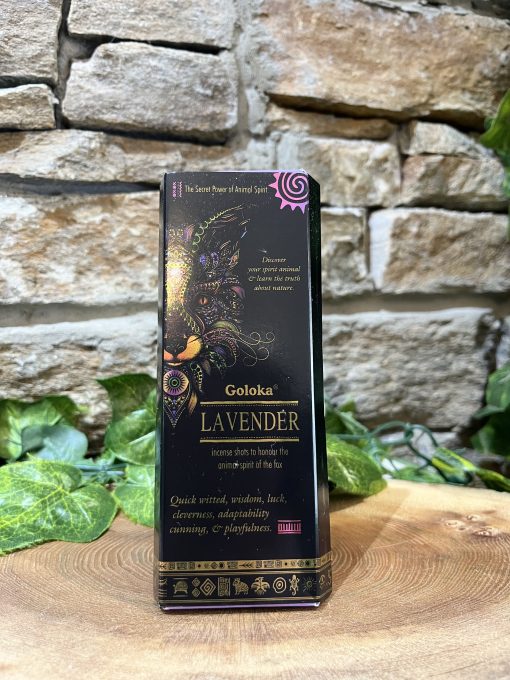 The Secret Power of Animal Spirit
Discover
your spirit animal
& learn the truth
about nature
Goloka®
LAVENDER
incense shots to honour the
animal spirit of the fox
Quick witted, wisdom, luck,
cleverness, adaptability
cunning, & playfulness.